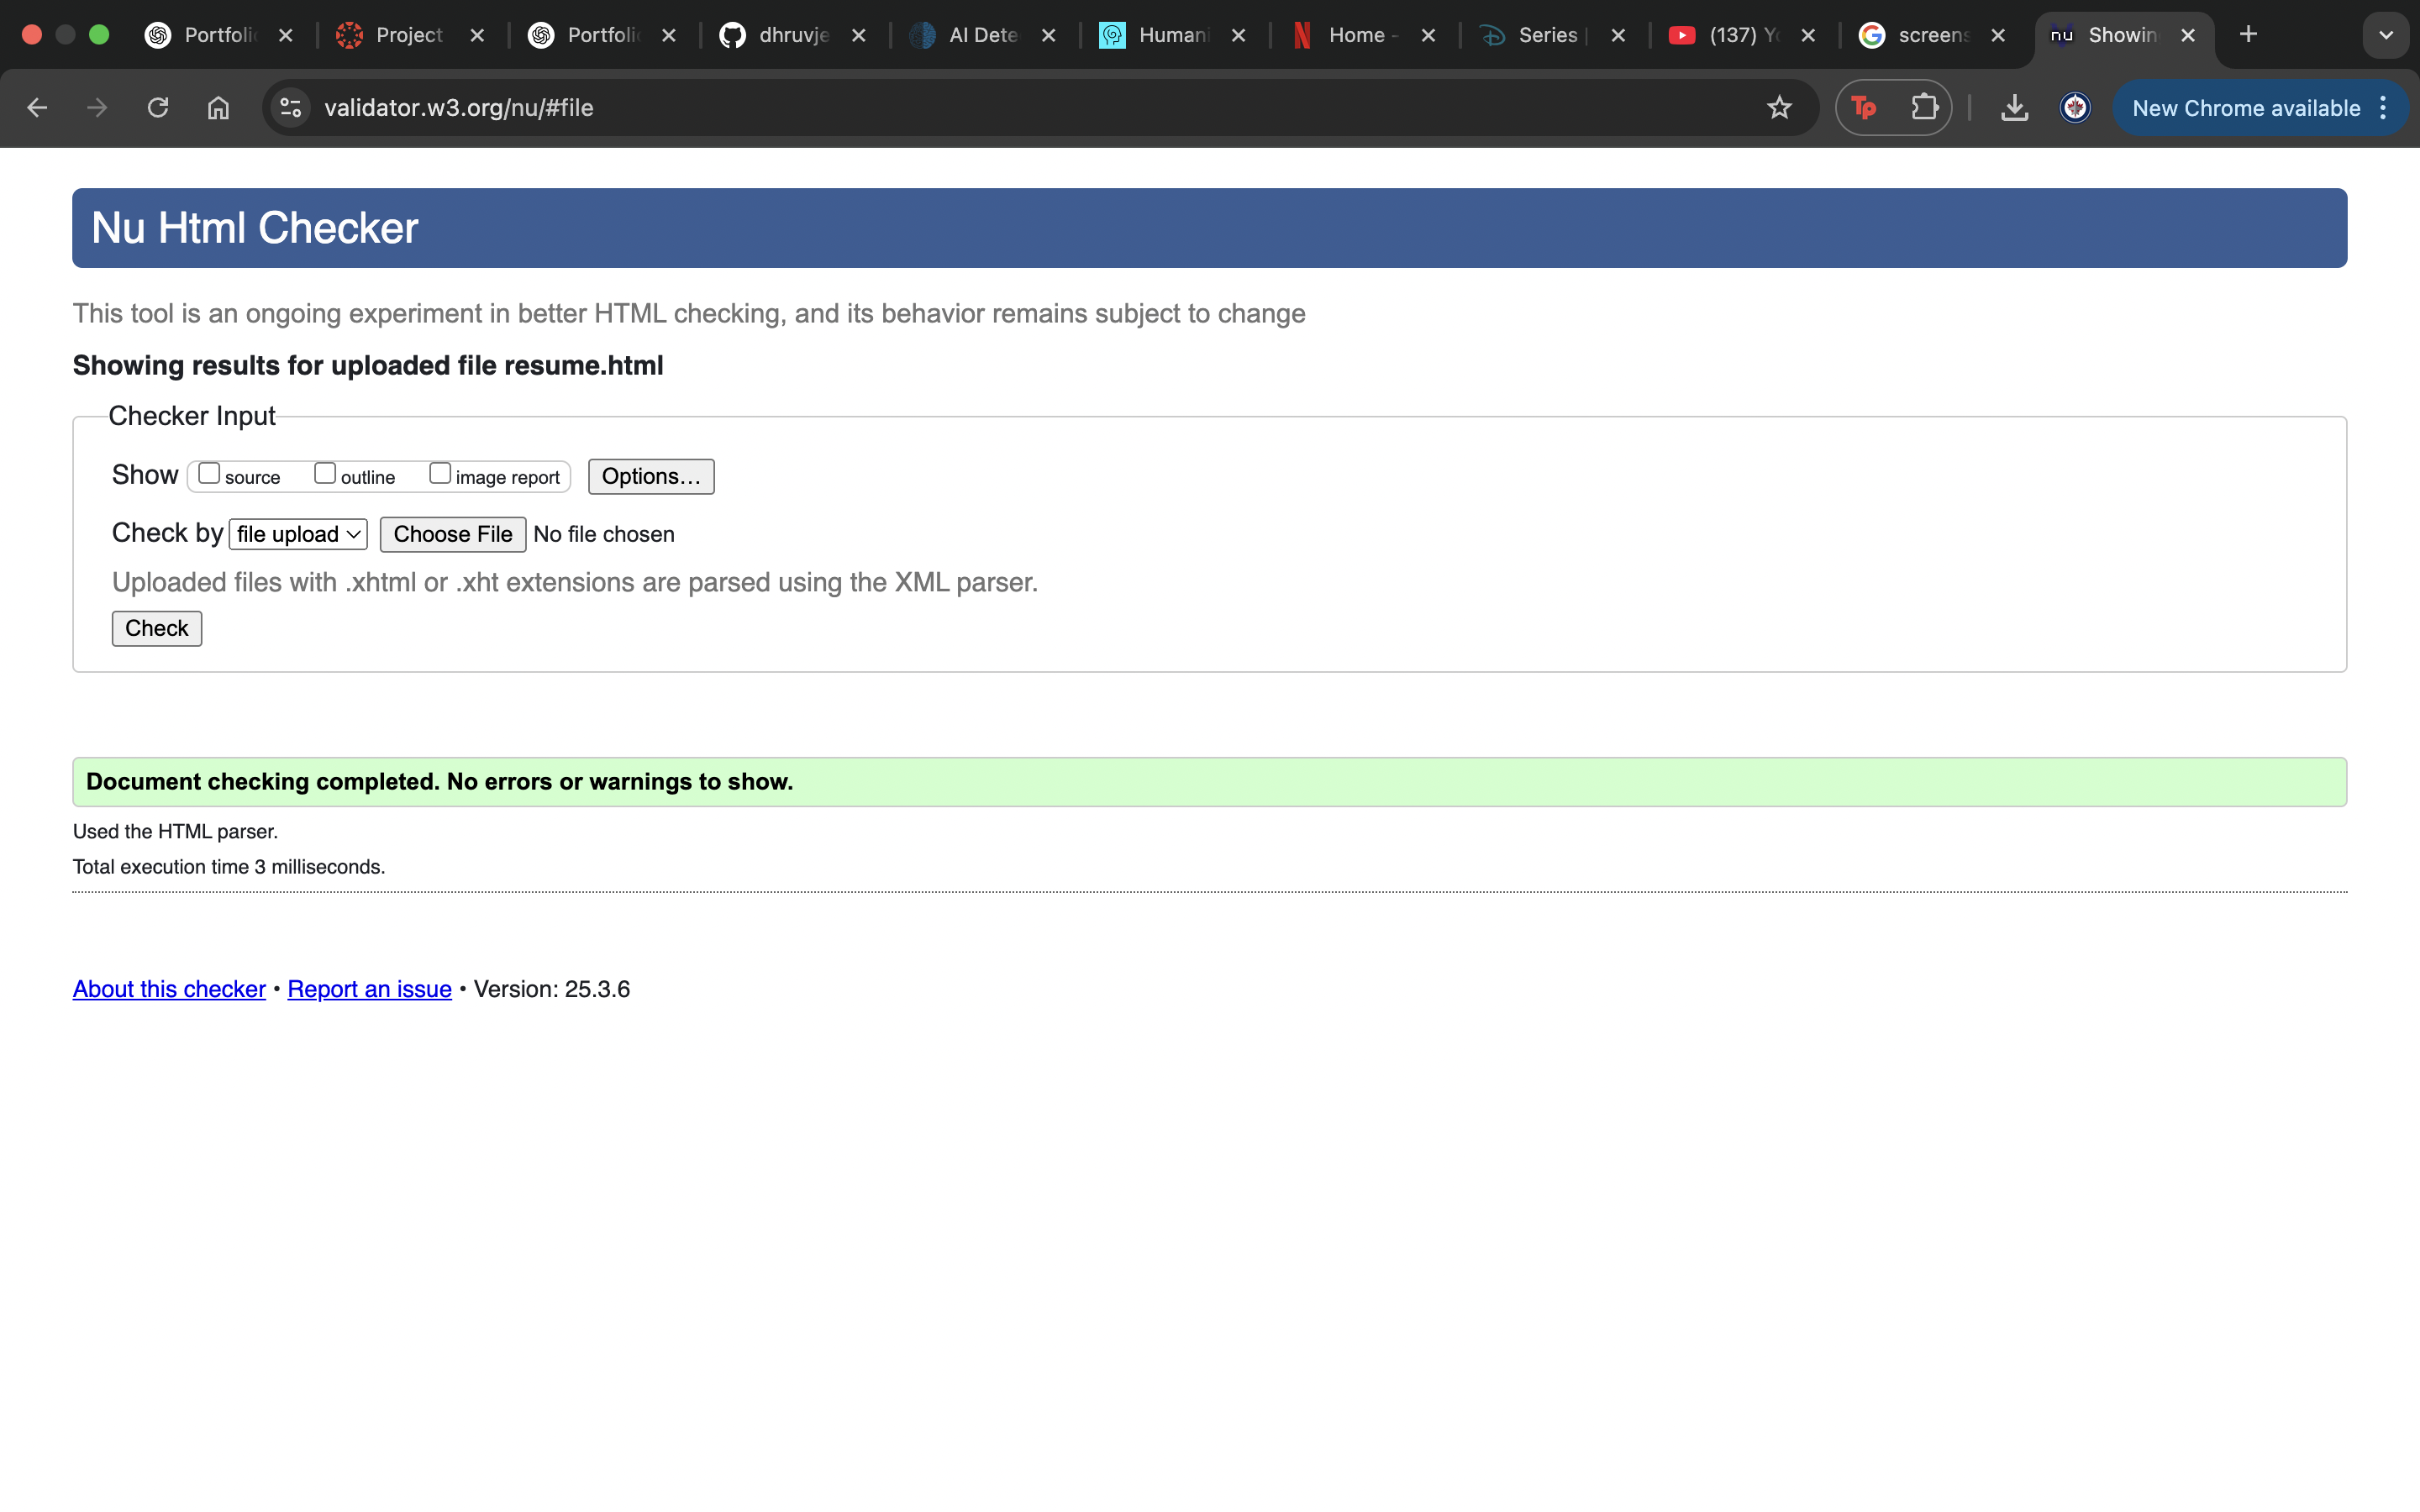 Portfoli Project Portfoli dhruvje AI Dete Humani Home - Series (137) Yo screens nu Showin
validator.w3.org/nu/#file Tp New Chrome available
Nu Html Checker
This tool is an ongoing experiment in better HTML checking, and its behavior remains subject to change
Showing results for uploaded file resume.html
Checker Input
Show source outline image report Options...
Check by file upload Choose File No file chosen
Uploaded files with .xhtml or .xht extensions are parsed using the XML parser.
Check
Document checking completed. No errors or warnings to show.
Used the HTML parser.
Total execution time 3 milliseconds.
About this checker • Report an issue • Version: 25.3.6